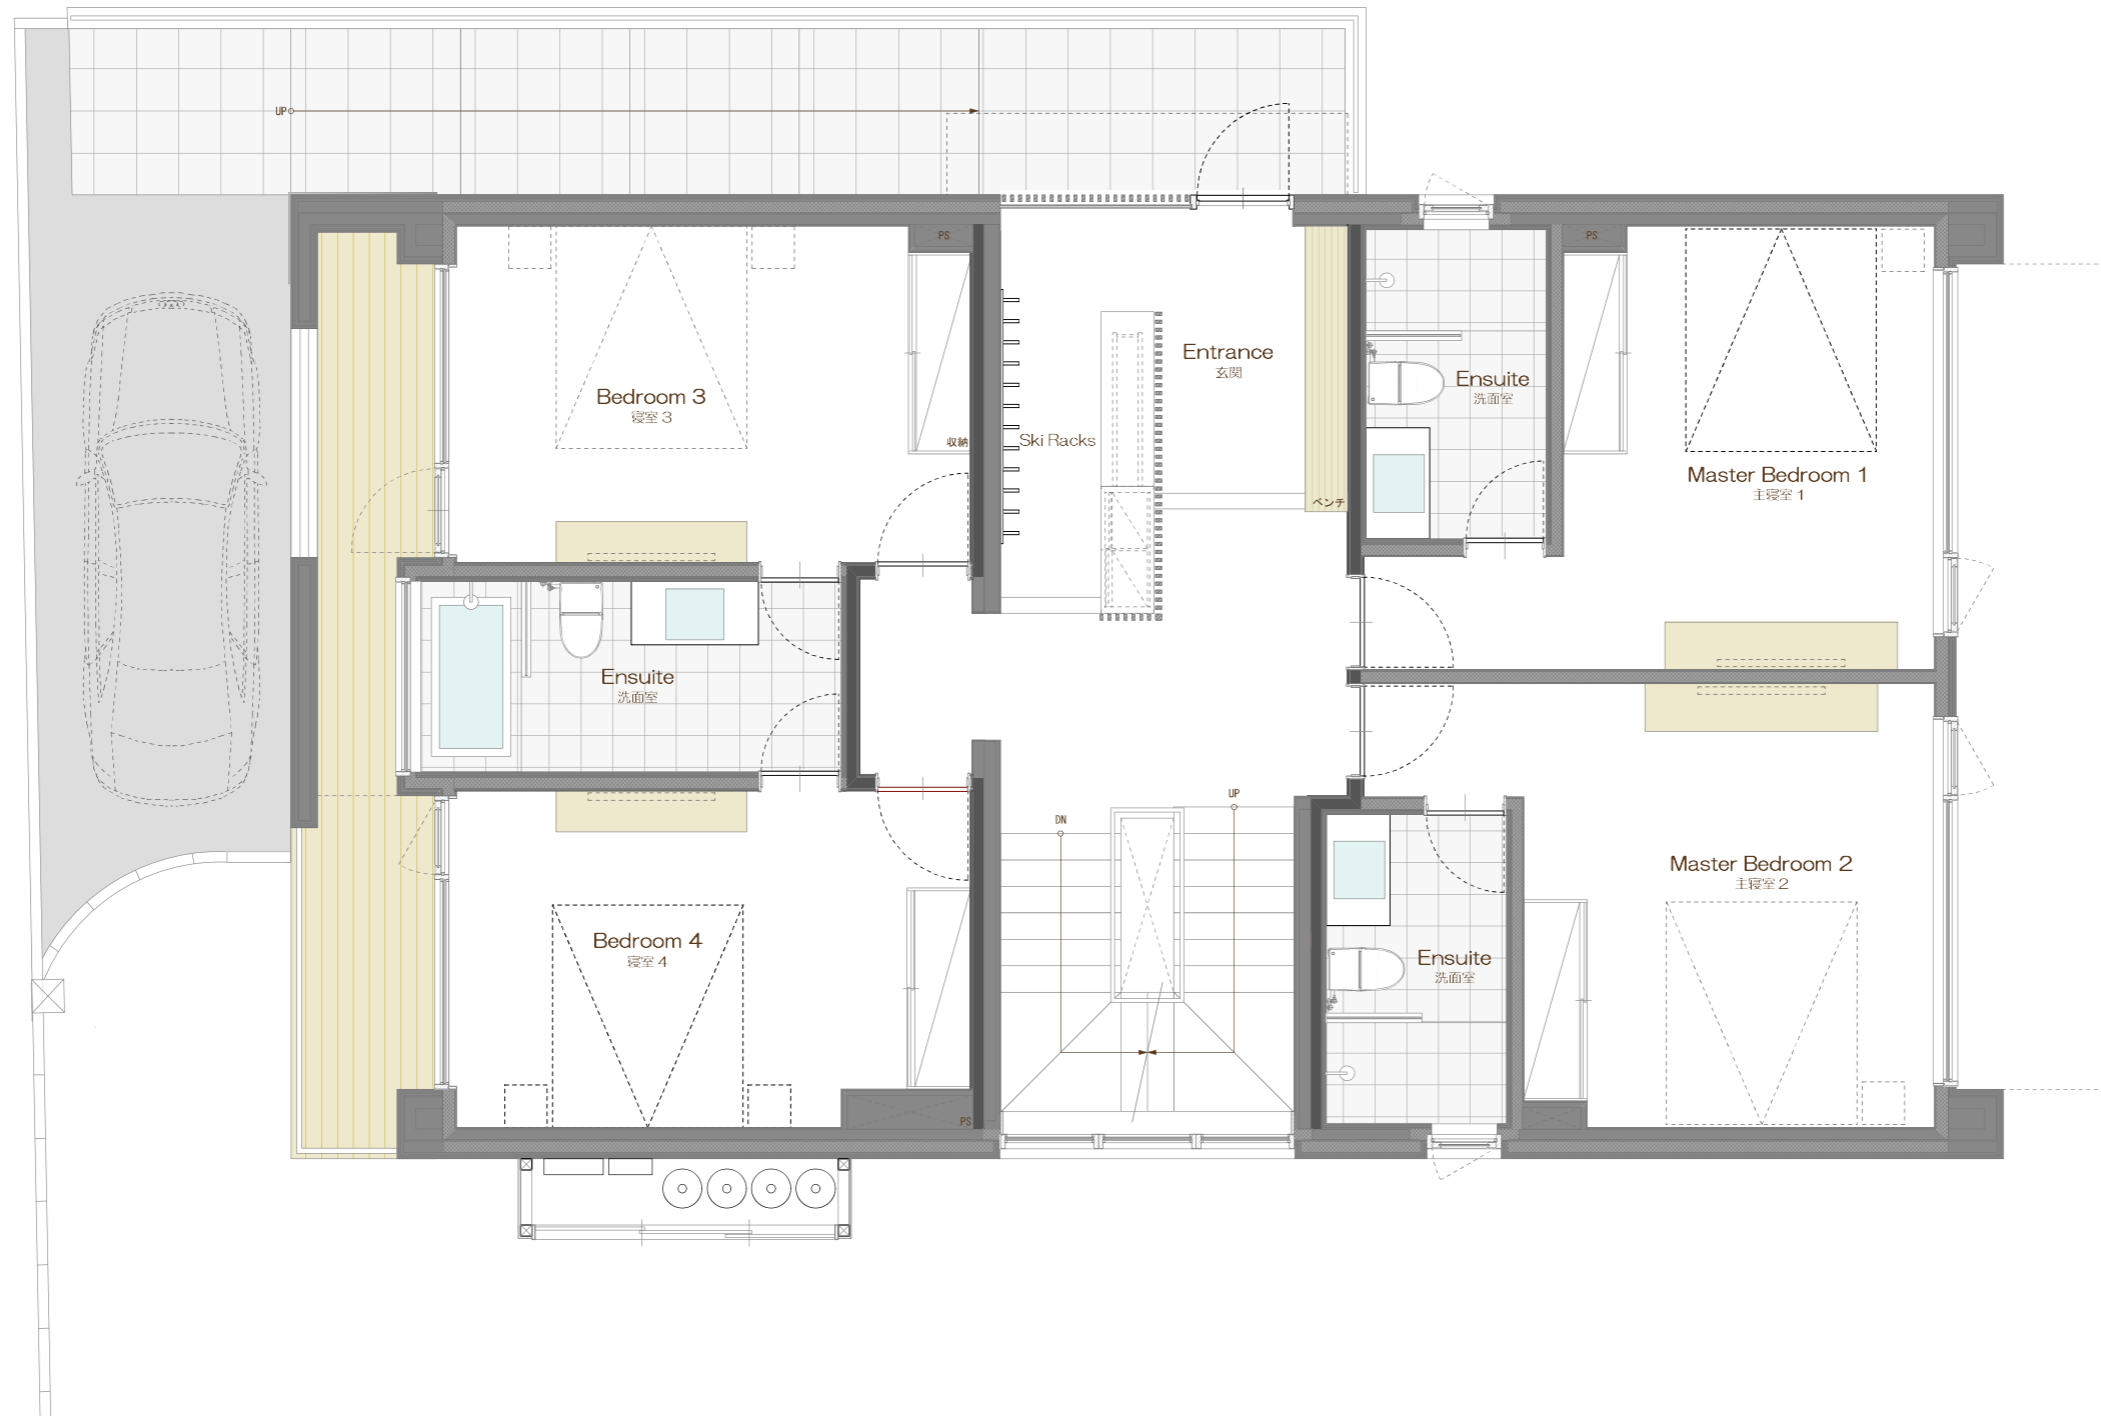 UP
PS
PS
Entrance
玄関
Ensuite
洗面室
Bedroom 3
寝室 3
収納
Ski Racks
Master Bedroom 1
主寝室 1
ベンチ
Ensuite
洗面室
DN
UP
Master Bedroom 2
主寝室 2
Bedroom 4
寝室 4
Ensuite
洗面室
PS